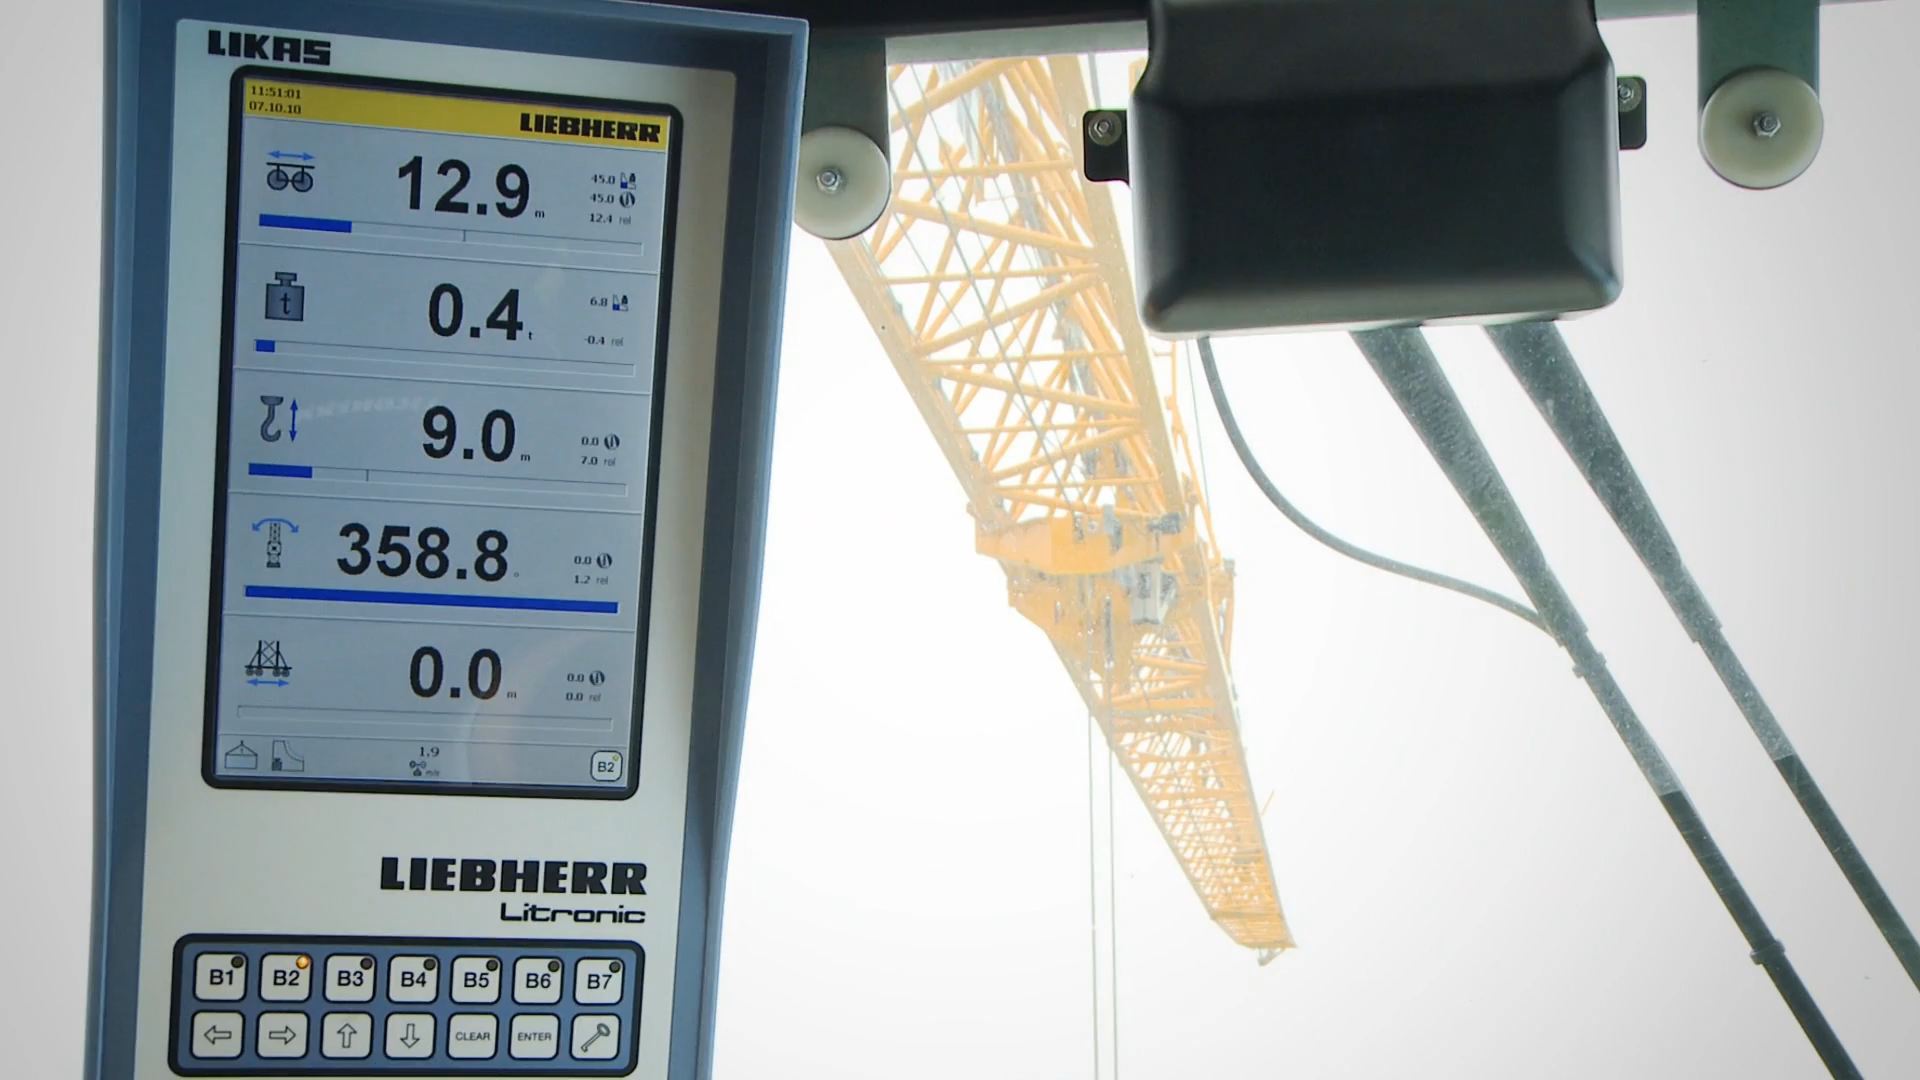 LIKAS
11:51:01
07.10.10
LIEBHERR
12.9 m
45.0
45.0
12.4 rel
t
0.4 t
6.8
-0.4 rel
9.0 m
0.0
7.0 rel
358.8 °
0.0
1.2 rel
0.0 m
0.0
0.0 rel
1.9
m/s
B2
LIEBHERR
Litronic
B1 B2 B3 B4 B5 B6 B7
CLEAR ENTER